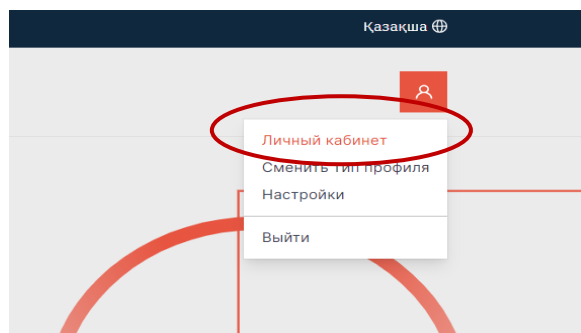 Қазақша
Личный кабинет
Сменить тип профиля
Настройки
Выйти